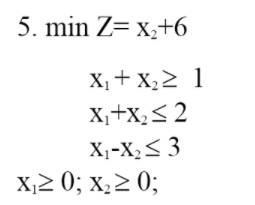 5. min Z= x₂+6
x₁+ x₂≥ 1
x₁+x₂≤ 2
x₁-x₂≤ 3
x₁≥ 0; x₂≥ 0;